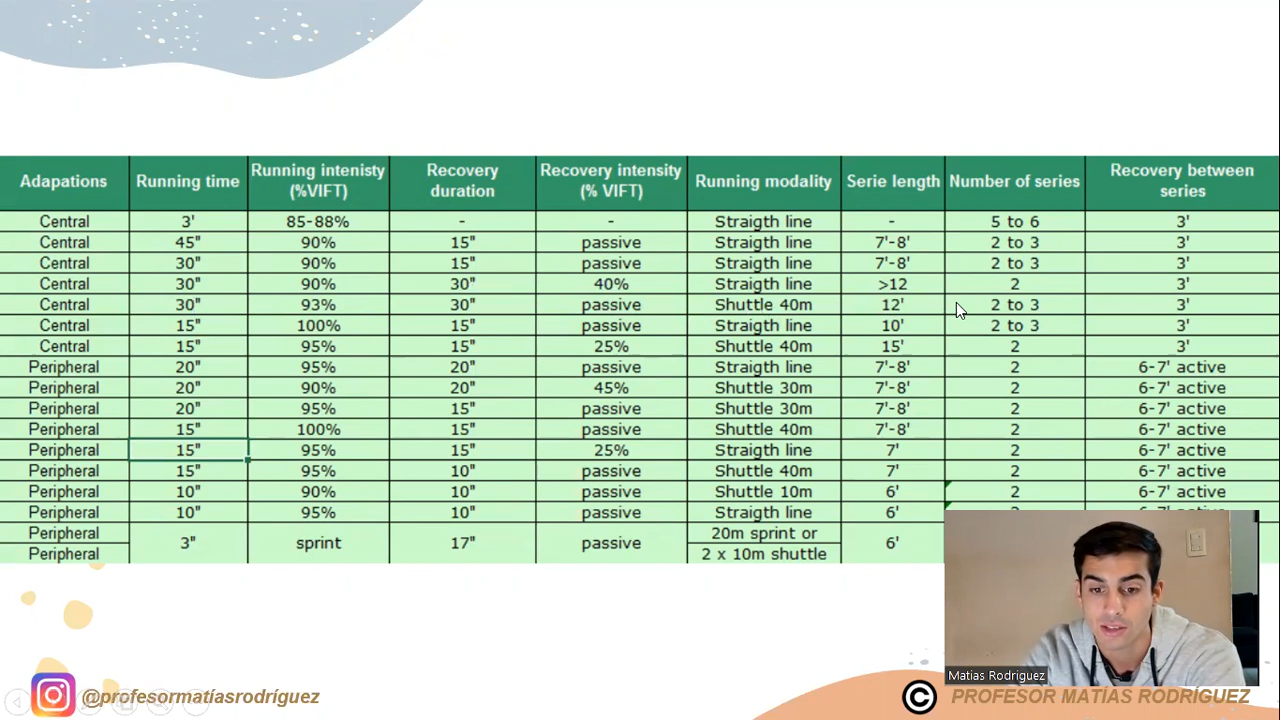 Adapations Running time Running intenisty (%VIFT) Recovery duration Recovery intensity (% VIFT) Running modality Serie length Number of series Recovery between series
Central 3' 85-88% - - Straigth line - 5 to 6 3'
Central 45" 90% 15" passive Straigth line 7'-8' 2 to 3 3'
Central 30" 90% 15" passive Straigth line 7'-8' 2 to 3 3'
Central 30" 90% 30" 40% Straigth line >12 2 3'
Central 30" 93% 30" passive Shuttle 40m 12' 2 to 3 3'
Central 15" 100% 15" passive Straigth line 10' 2 to 3 3'
Central 15" 95% 15" 25% Shuttle 40m 15' 2 3'
Peripheral 20" 95% 20" passive Straigth line 7'-8' 2 6-7' active
Peripheral 20" 90% 20" 45% Shuttle 30m 7'-8' 2 6-7' active
Peripheral 20" 95% 15" passive Shuttle 30m 7'-8' 2 6-7' active
Peripheral 15" 100% 15" passive Shuttle 40m 7'-8' 2 6-7' active
Peripheral 15" 95% 15" 25% Straigth line 7' 2 6-7' active
Peripheral 15" 95% 10" passive Shuttle 40m 7' 2 6-7' active
Peripheral 10" 90% 10" passive Shuttle 10m 6' 2 6-7' active
Peripheral 10" 95% 10" passive Straigth line 6'
Peripheral 3" sprint 17" passive 20m sprint or 6'
Peripheral 2 x 10m shuttle
Matías Rodriguez
@profesormatíasrodríguez
© PROFESOR MATÍAS RODRÍGUEZ